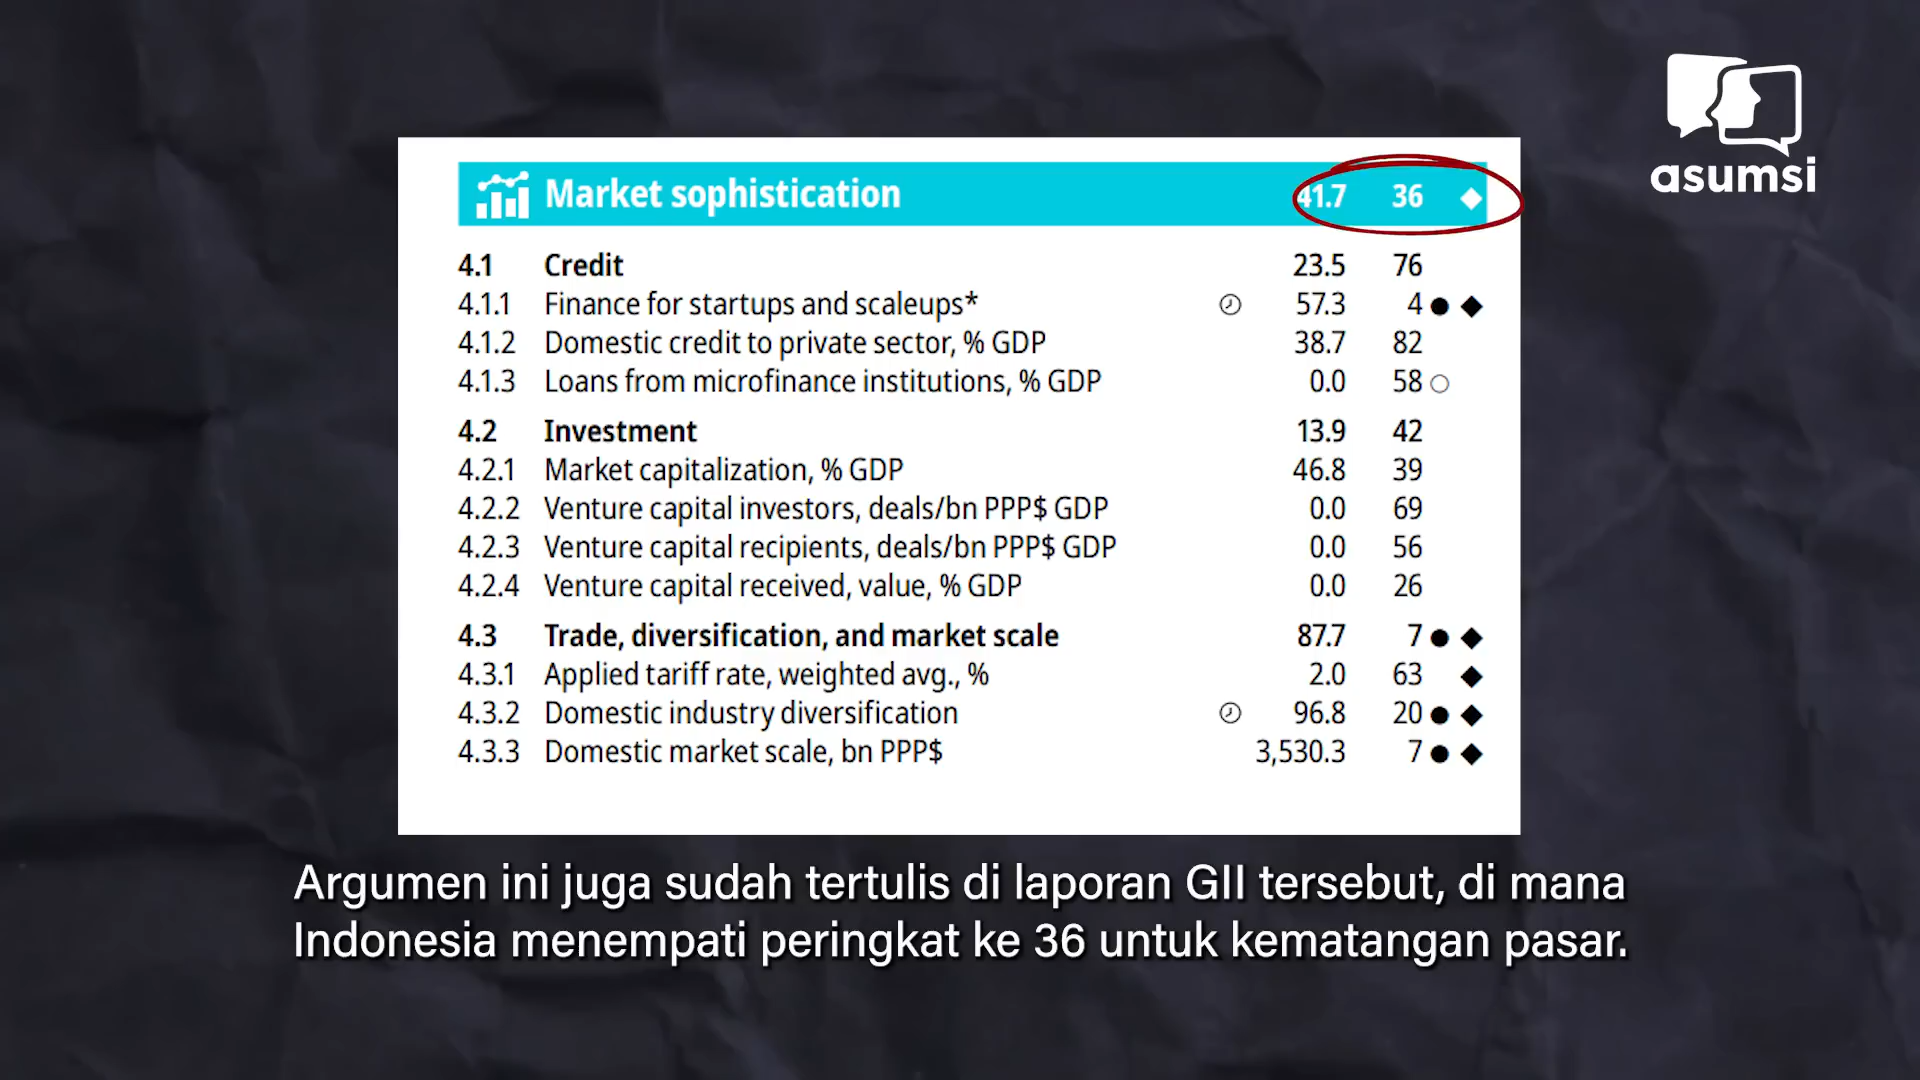 asumsi
Market sophistication 41.7 36 ◆
4.1 Credit 23.5 76
4.1.1 Finance for startups and scaleups* 57.3 4 ● ◆
4.1.2 Domestic credit to private sector, % GDP 38.7 82
4.1.3 Loans from microfinance institutions, % GDP 0.0 58 ○
4.2 Investment 13.9 42
4.2.1 Market capitalization, % GDP 46.8 39
4.2.2 Venture capital investors, deals/bn PPP$ GDP 0.0 69
4.2.3 Venture capital recipients, deals/bn PPP$ GDP 0.0 56
4.2.4 Venture capital received, value, % GDP 0.0 26
4.3 Trade, diversification, and market scale 87.7 7 ● ◆
4.3.1 Applied tariff rate, weighted avg., % 2.0 63 ◆
4.3.2 Domestic industry diversification 96.8 20 ● ◆
4.3.3 Domestic market scale, bn PPP$ 3,530.3 7 ● ◆
Argumen ini juga sudah tertulis di laporan GII tersebut, di mana
Indonesia menempati peringkat ke 36 untuk kematangan pasar.